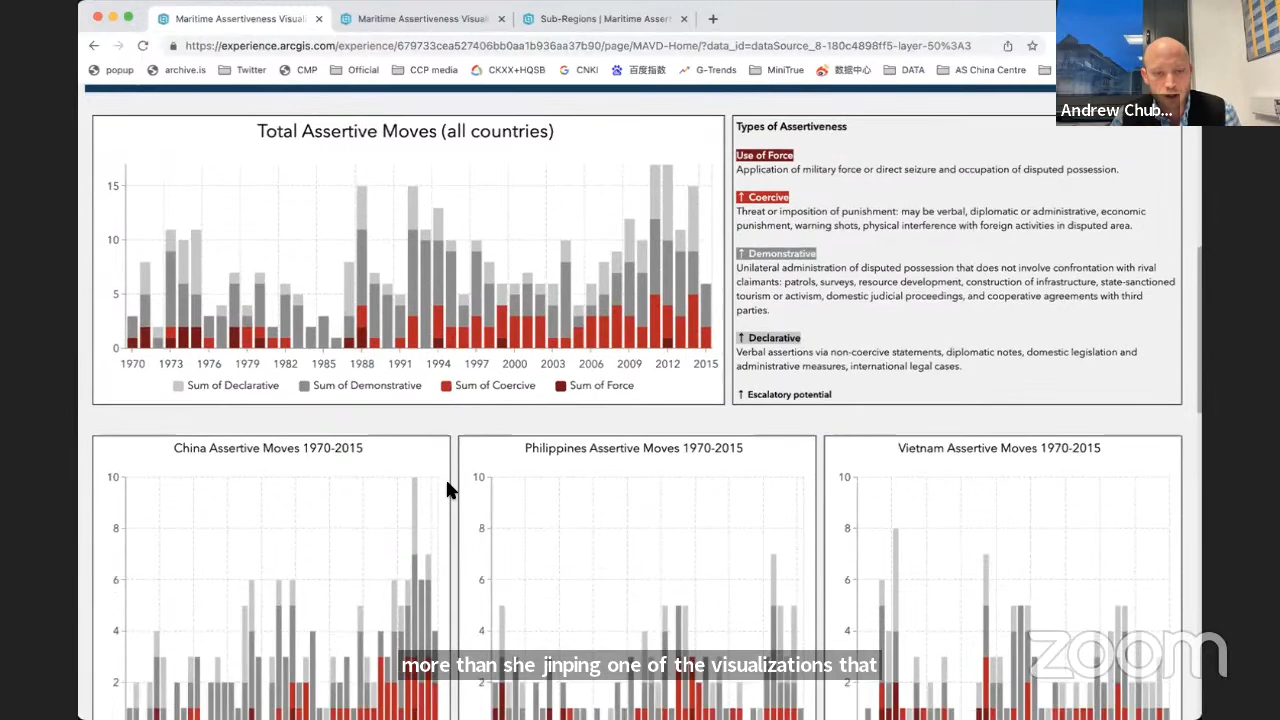 Maritime Assertiveness Visuali
Maritime Assertiveness Visuali
Sub-Regions | Maritime Assert
https://experience.arcgis.com/experience/679733cea527406bb0aa1b936aa37b90/page/MAVD-Home/?data_id=dataSource_8-180c4898ff5-layer-50%3A3
popup
archive.is
Twitter
CMP
Official
CCP media
CKXX+HQSB
CNKI
百度指数
G-Trends
MiniTrue
数据中心
DATA
AS China Centre
Andrew Chub...
Total Assertive Moves (all countries)
15
10
5
0
1970 1973 1976 1979 1982 1985 1988 1991 1994 1997 2000 2003 2006 2009 2012 2015
Sum of Declarative Sum of Demonstrative Sum of Coercive Sum of Force
Types of Assertiveness
Use of Force
Application of military force or direct seizure and occupation of disputed possession.
↑ Coercive
Threat or imposition of punishment: may be verbal, diplomatic or administrative, economic
punishment, warning shots, physical interference with foreign activities in disputed area.
↑ Demonstrative
Unilateral administration of disputed possession that does not involve confrontation with rival
claimants: patrols, surveys, resource development, construction of infrastructure, state-sanctioned
tourism or activism, domestic judicial proceedings, and cooperative agreements with third
parties.
↑ Declarative
Verbal assertions via non-coercive statements, diplomatic notes, domestic legislation and
administrative measures, international legal cases.
↑ Escalatory potential
China Assertive Moves 1970-2015
10
8
6
4
2
Philippines Assertive Moves 1970-2015
10
8
6
4
2
Vietnam Assertive Moves 1970-2015
10
8
6
4
2
more than she jinping one of the visualizations that
zoom